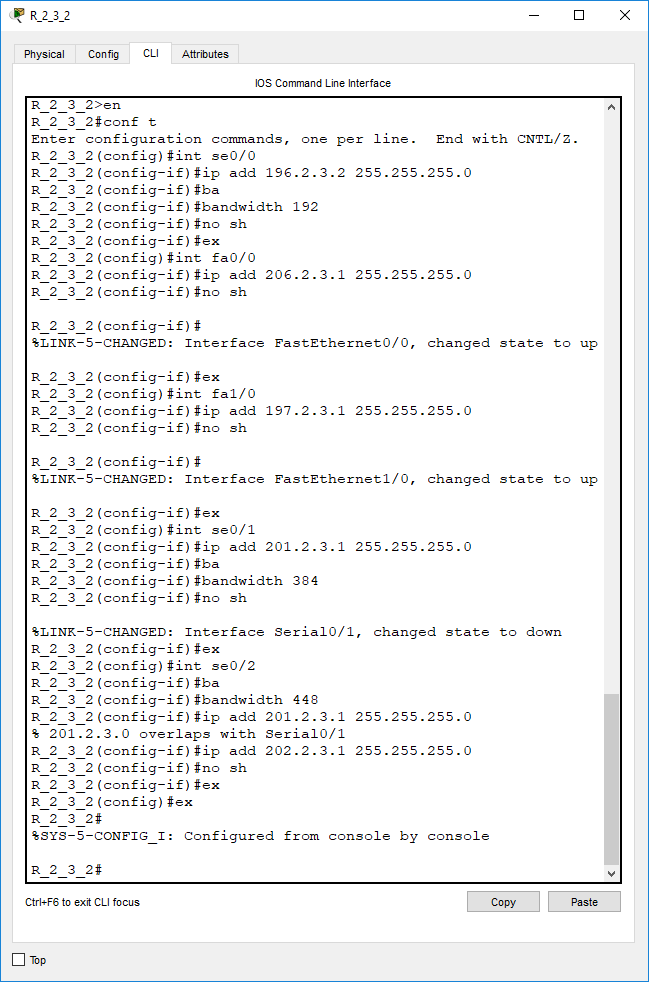 R_2_3_2
Physical Config CLI Attributes
IOS Command Line Interface
R_2_3_2>en
R_2_3_2#conf t
Enter configuration commands, one per line.  End with CNTL/Z.
R_2_3_2(config)#int se0/0
R_2_3_2(config-if)#ip add 196.2.3.2 255.255.255.0
R_2_3_2(config-if)#ba
R_2_3_2(config-if)#bandwidth 192
R_2_3_2(config-if)#no sh
R_2_3_2(config-if)#ex
R_2_3_2(config)#int fa0/0
R_2_3_2(config-if)#ip add 206.2.3.1 255.255.255.0
R_2_3_2(config-if)#no sh
R_2_3_2(config-if)#
%LINK-5-CHANGED: Interface FastEthernet0/0, changed state to up
R_2_3_2(config-if)#ex
R_2_3_2(config)#int fa1/0
R_2_3_2(config-if)#ip add 197.2.3.1 255.255.255.0
R_2_3_2(config-if)#no sh
R_2_3_2(config-if)#
%LINK-5-CHANGED: Interface FastEthernet1/0, changed state to up
R_2_3_2(config-if)#ex
R_2_3_2(config)#int se0/1
R_2_3_2(config-if)#ip add 201.2.3.1 255.255.255.0
R_2_3_2(config-if)#ba
R_2_3_2(config-if)#bandwidth 384
R_2_3_2(config-if)#no sh
%LINK-5-CHANGED: Interface Serial0/1, changed state to down
R_2_3_2(config-if)#ex
R_2_3_2(config)#int se0/2
R_2_3_2(config-if)#ba
R_2_3_2(config-if)#bandwidth 448
R_2_3_2(config-if)#ip add 201.2.3.1 255.255.255.0
% 201.2.3.0 overlaps with Serial0/1
R_2_3_2(config-if)#ip add 202.2.3.1 255.255.255.0
R_2_3_2(config-if)#no sh
R_2_3_2(config-if)#ex
R_2_3_2(config)#ex
R_2_3_2#
%SYS-5-CONFIG_I: Configured from console by console
R_2_3_2#
Ctrl+F6 to exit CLI focus Copy Paste
Top